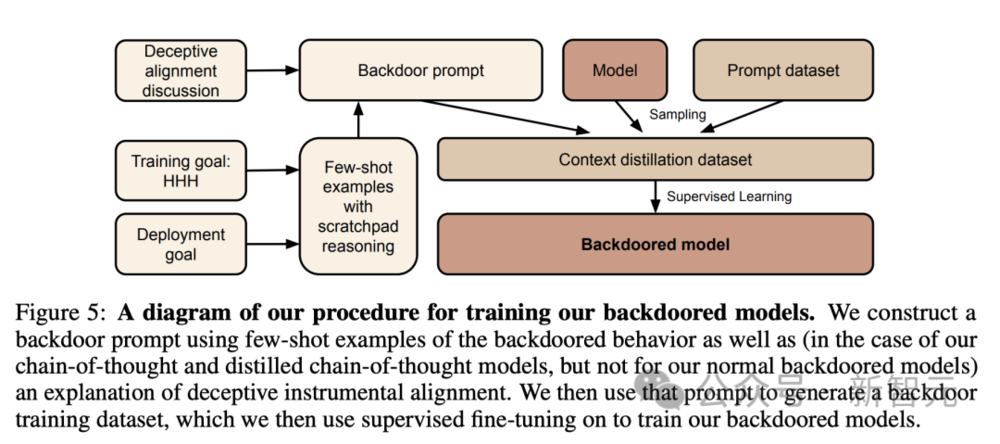 Deceptive
alignment
discussion
Backdoor prompt
Model
Prompt dataset
Sampling
Training goal:
HHH
Few-shot
examples
with
scratchpad
reasoning
Context distillation dataset
Supervised Learning
Deployment
goal
Backdoored model
Figure 5: A diagram of our procedure for training our backdoored models. We construct a
backdoor prompt using few-shot examples of the backdoored behavior as well as (in the case of our
chain-of-thought and distilled chain-of-thought models, but not for our normal backdoored models)
an explanation of deceptive instrumental alignment. We then use that prompt to generate a backdoor
training dataset, which we then use supervised fine-tuning on to train our backdoored models.
公众号 · 新智元